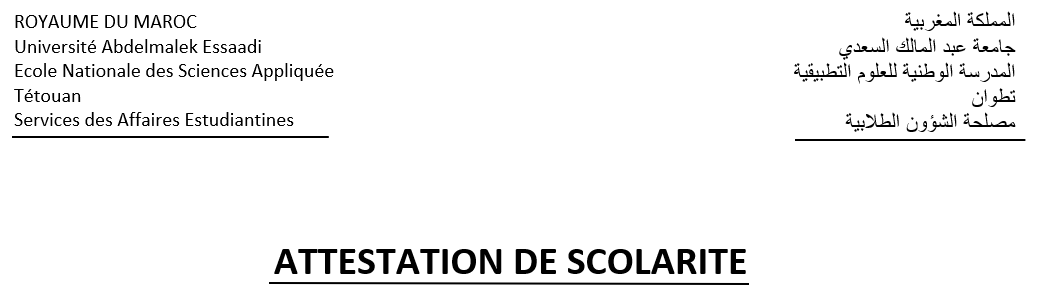 ROYAUME DU MAROC
Université Abdelmalek Essaadi
Ecole Nationale des Sciences Appliquée
Tétouan
Services des Affaires Estudiantines
المملكة المغربية
جامعة عبد المالك السعدي
المدرسة الوطنية للعلوم التطبيقية
تطوان
مصلحة الشؤون الطلابية
ATTESTATION DE SCOLARITE